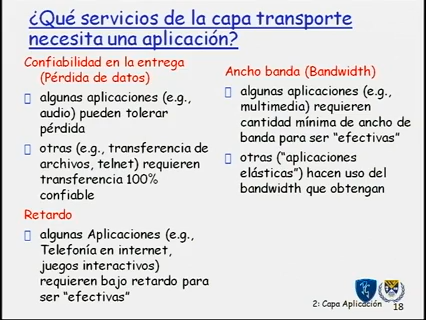 ¿Qué servicios de la capa transporte
necesita una aplicación?
Confiabilidad en la entrega
(Pérdida de datos)
algunas aplicaciones (e.g.,
audio) pueden tolerar
pérdida
otras (e.g., transferencia de
archivos, telnet) requieren
transferencia 100%
confiable
Retardo
algunas Aplicaciones (e.g.,
Telefonía en internet,
juegos interactivos)
requieren bajo retardo para
ser “efectivas”
Ancho banda (Bandwidth)
algunas aplicaciones (e.g.,
multimedia) requieren
cantidad mínima de ancho de
banda para ser “efectivas”
otras (“aplicaciones
elásticas”) hacen uso del
bandwidth que obtengan
2: Capa Aplicación 18